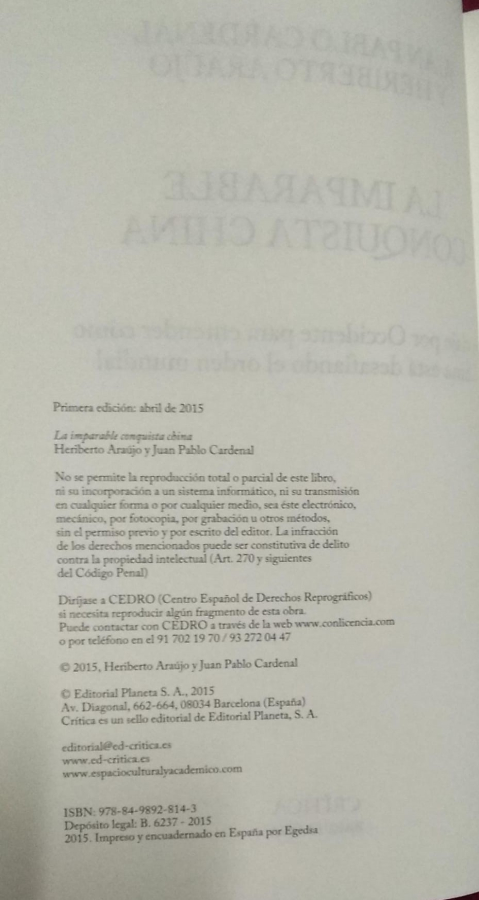 Primera edición: abril de 2015
La imparable conquista china
Heriberto Araújo y Juan Pablo Cardenal
No se permite la reproducción total o parcial de este libro,
ni su incorporación a un sistema informático, ni su transmisión
en cualquier forma o por cualquier medio, sea éste electrónico,
mecánico, por fotocopia, por grabación u otros métodos,
sin el permiso previo y por escrito del editor. La infracción
de los derechos mencionados puede ser constitutiva de delito
contra la propiedad intelectual (Art. 270 y siguientes
del Código Penal)
Diríjase a CEDRO (Centro Español de Derechos Reprográficos)
si necesita reproducir algún fragmento de esta obra.
Puede contactar con CEDRO a través de la web www.conlicencia.com
o por teléfono en el 91 702 19 70 / 93 272 04 47
© 2015, Heriberto Araújo y Juan Pablo Cardenal
© Editorial Planeta S. A., 2015
Av. Diagonal, 662-664, 08034 Barcelona (España)
Crítica es un sello editorial de Editorial Planeta, S. A.
editorial@ed-critica.es
www.ed-critica.es
www.espacioculturalyacademico.com
ISBN: 978-84-9892-814-3
Depósito legal: B. 6237 - 2015
2015. Impreso y encuadernado en España por Egedsa